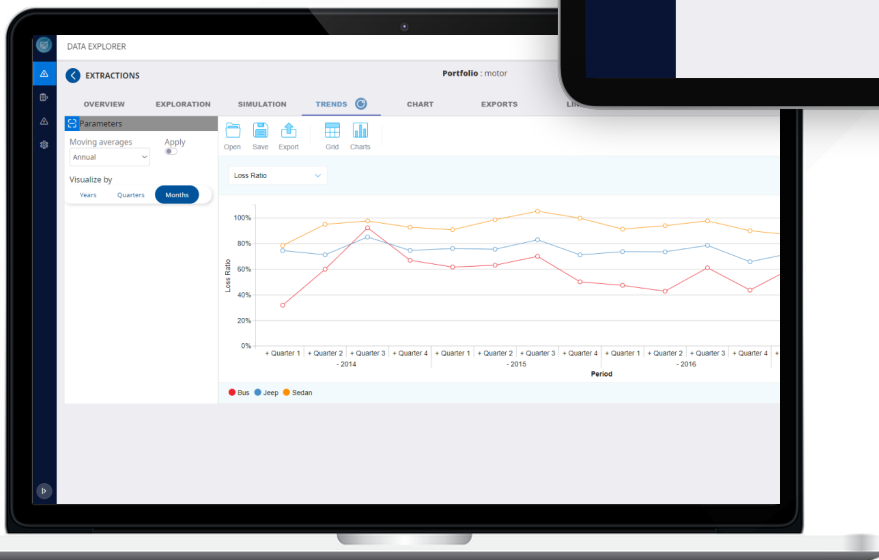 DATA EXPLORER
EXTRACTIONS
Portfolio : motor
OVERVIEW EXPLORATION SIMULATION TRENDS CHART EXPORTS
Parameters
Moving averages Apply
Annual
Visualize by
Years Quarters Months
Open Save Export Grid Charts
Loss Ratio
100%
80%
60%
40%
20%
0%
Loss Ratio
+ Quarter 1 + Quarter 2 + Quarter 3 + Quarter 4 + Quarter 1 + Quarter 2 + Quarter 3 + Quarter 4 + Quarter 1 + Quarter 2 + Quarter 3 + Quarter 4 +
- 2014 - 2015 - 2016
Period
Bus Jeep Sedan